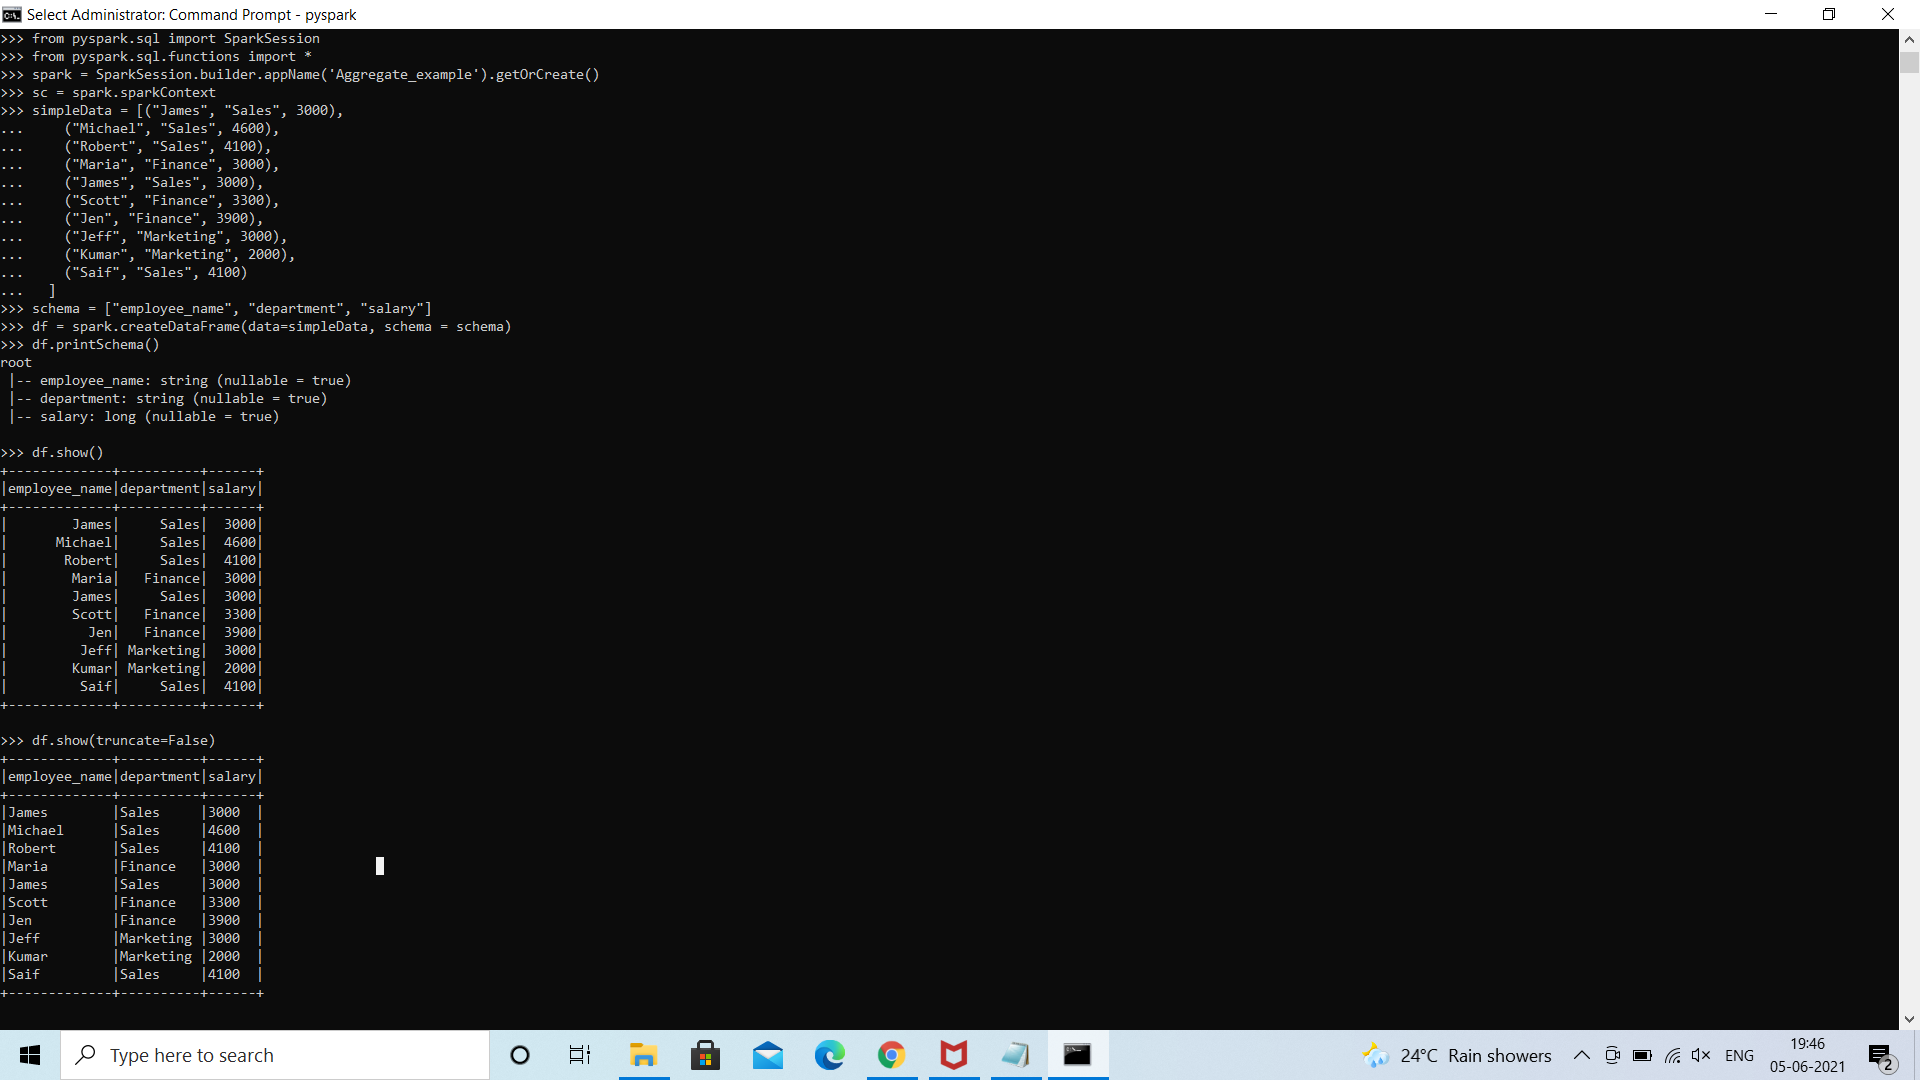 Select Administrator: Command Prompt - pyspark
>>> from pyspark.sql import SparkSession
>>> from pyspark.sql.functions import *
>>> spark = SparkSession.builder.appName('Aggregate_example').getOrCreate()
>>> sc = spark.sparkContext
>>> simpleData = [("James", "Sales", 3000),
...     ("Michael", "Sales", 4600),
...     ("Robert", "Sales", 4100),
...     ("Maria", "Finance", 3000),
...     ("James", "Sales", 3000),
...     ("Scott", "Finance", 3300),
...     ("Jen", "Finance", 3900),
...     ("Jeff", "Marketing", 3000),
...     ("Kumar", "Marketing", 2000),
...     ("Saif", "Sales", 4100)
...   ]
>>> schema = ["employee_name", "department", "salary"]
>>> df = spark.createDataFrame(data=simpleData, schema = schema)
>>> df.printSchema()
root
 |-- employee_name: string (nullable = true)
 |-- department: string (nullable = true)
 |-- salary: long (nullable = true)
>>> df.show()
+-------------+----------+------+
|employee_name|department|salary|
+-------------+----------+------+
|        James|     Sales|  3000|
|      Michael|     Sales|  4600|
|       Robert|     Sales|  4100|
|        Maria|   Finance|  3000|
|        James|     Sales|  3000|
|        Scott|   Finance|  3300|
|          Jen|   Finance|  3900|
|         Jeff| Marketing|  3000|
|        Kumar| Marketing|  2000|
|         Saif|     Sales|  4100|
+-------------+----------+------+
>>> df.show(truncate=False)
+-------------+----------+------+
|employee_name|department|salary|
+-------------+----------+------+
|James        |Sales     |3000  |
|Michael      |Sales     |4600  |
|Robert       |Sales     |4100  |
|Maria        |Finance   |3000  |
|James        |Sales     |3000  |
|Scott        |Finance   |3300  |
|Jen          |Finance   |3900  |
|Jeff         |Marketing |3000  |
|Kumar        |Marketing |2000  |
|Saif         |Sales     |4100  |
+-------------+----------+------+
Type here to search
24°C Rain showers
ENG
19:46
05-06-2021
2